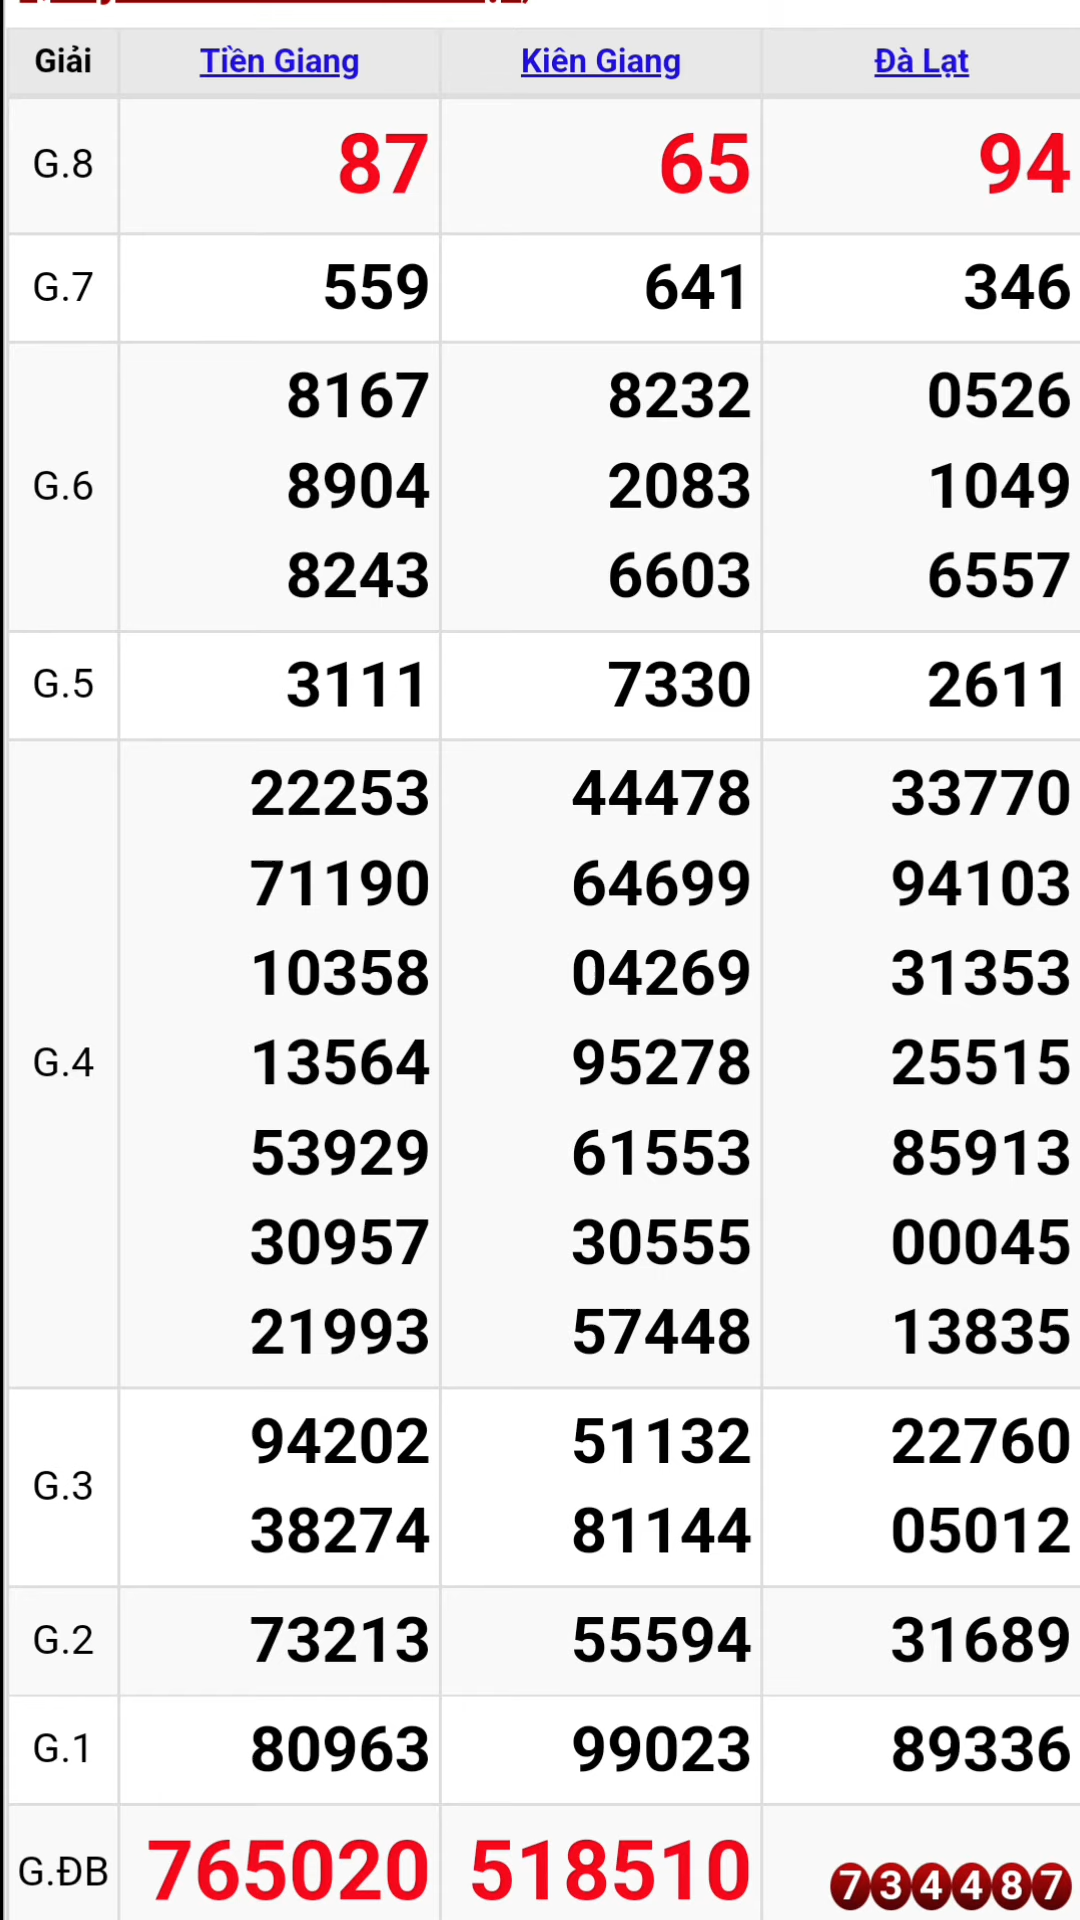 Giải Tiền Giang Kiên Giang Đà Lạt
G.8 87 65 94
G.7 559 641 346
8167 8232 0526
G.6 8904 2083 1049
8243 6603 6557
G.5 3111 7330 2611
22253 44478 33770
71190 64699 94103
10358 04269 31353
G.4 13564 95278 25515
53929 61553 85913
30957 30555 00045
21993 57448 13835
G.3 94202 51132 22760
38274 81144 05012
G.2 73213 55594 31689
G.1 80963 99023 89336
G.ĐB 765020 518510 734487